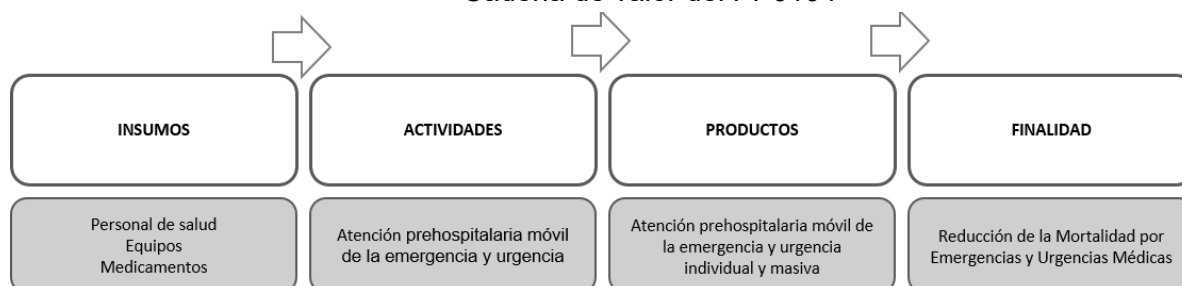 INSUMOS
ACTIVIDADES
PRODUCTOS
FINALIDAD
Personal de salud
Equipos
Medicamentos
Atención prehospitalaria móvil
de la emergencia y urgencia
Atención prehospitalaria móvil de
la emergencia y urgencia
individual y masiva
Reducción de la Mortalidad por
Emergencias y Urgencias Médicas